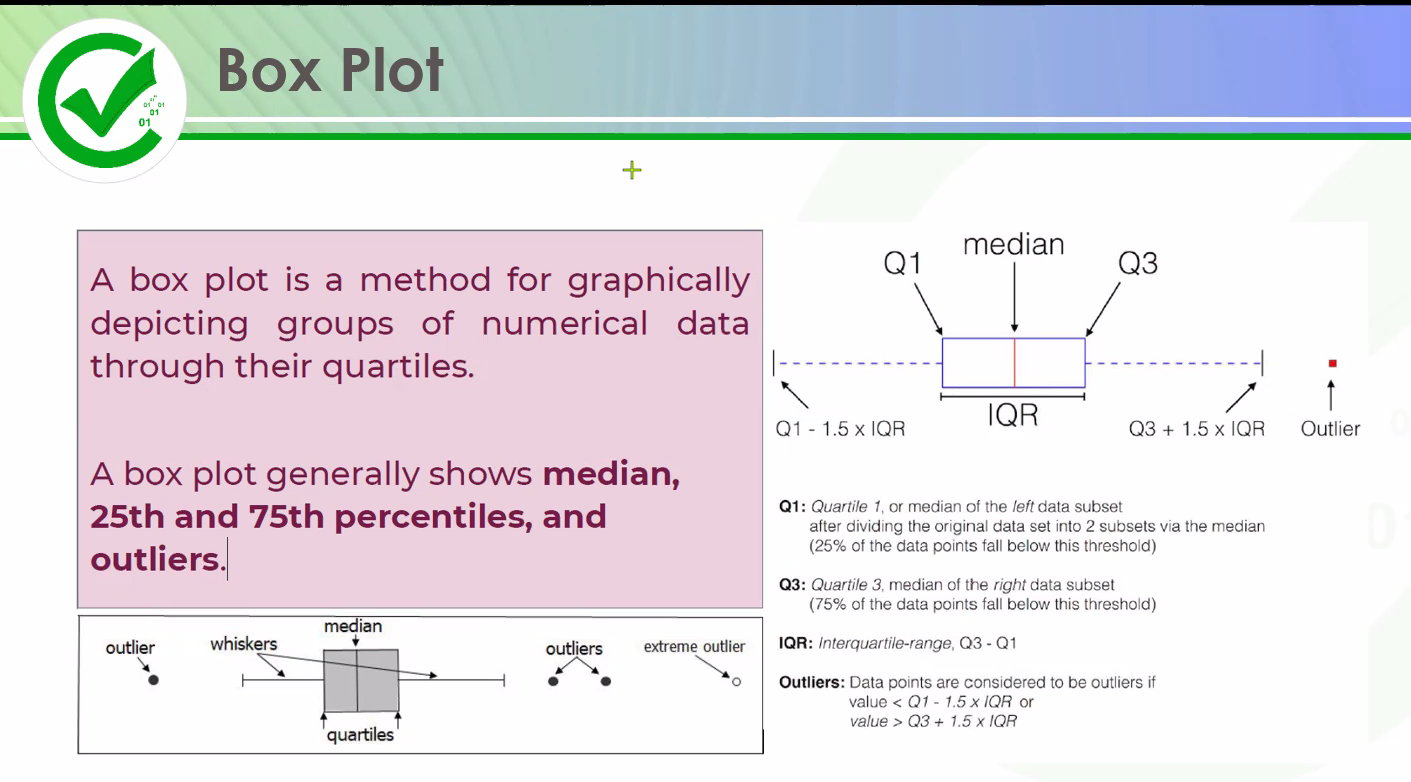 Box Plot
01 01
01
01
A box plot is a method for graphically
depicting groups of numerical data
through their quartiles.
A box plot generally shows median,
25th and 75th percentiles, and
outliers.
median
Q1
Q3
IQR
Q1 - 1.5 x IQR
Q3 + 1.5 x IQR
Outlier
Q1: Quartile 1, or median of the left data subset
after dividing the original data set into 2 subsets via the median
(25% of the data points fall below this threshold)
Q3: Quartile 3, median of the right data subset
(75% of the data points fall below this threshold)
IQR: Interquartile-range, Q3 - Q1
Outliers: Data points are considered to be outliers if
value < Q1 - 1.5 x IQR or
value > Q3 + 1.5 x IQR
median
outlier
whiskers
outliers
extreme outlier
quartiles